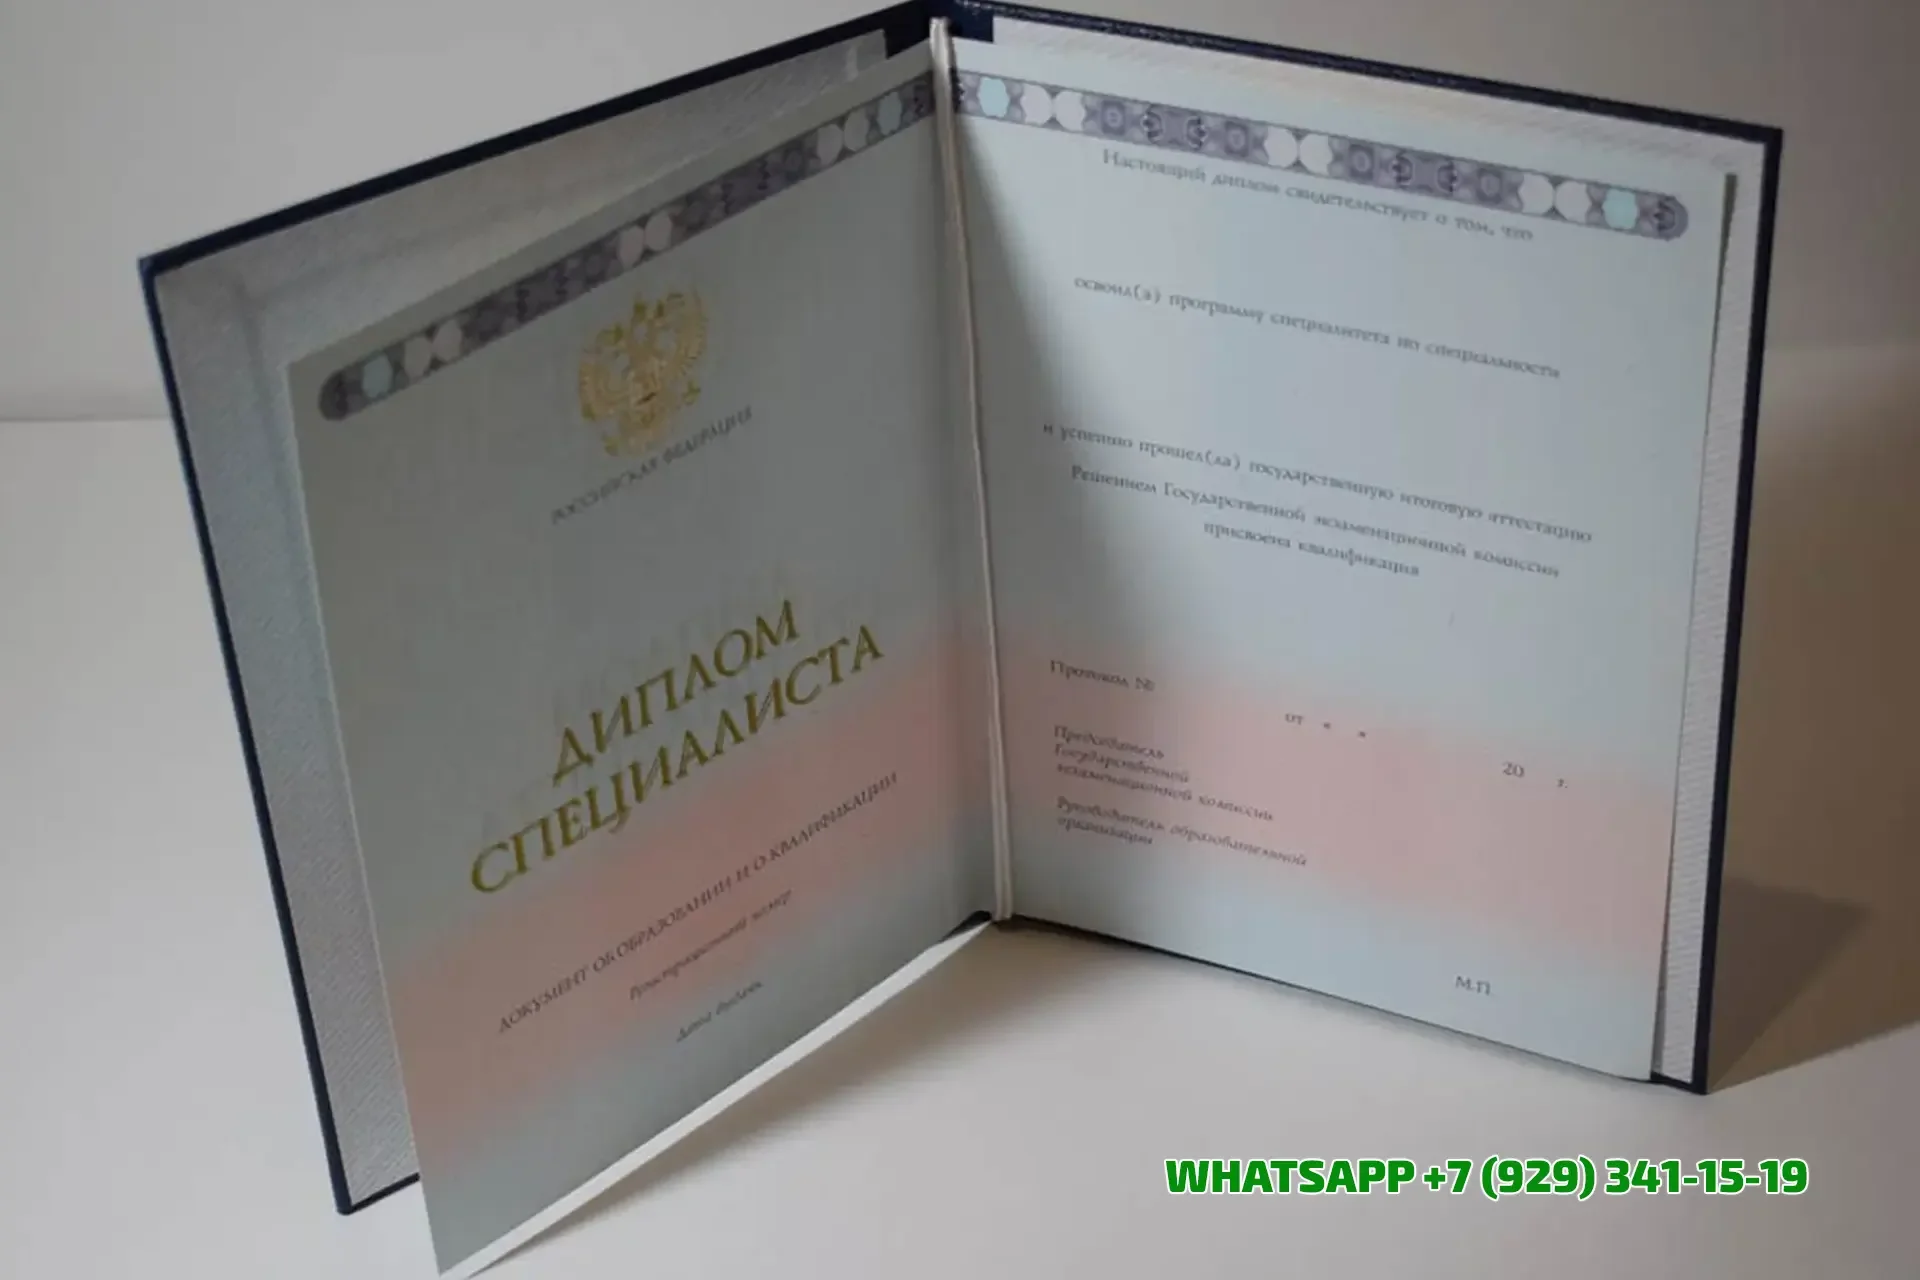 РОССИЙСКАЯ ФЕДЕРАЦИЯ
ДИПЛОМ
СПЕЦИАЛИСТА
ДОКУМЕНТ ОБ ОБРАЗОВАНИИ И О КВАЛИФИКАЦИИ
Регистрационный номер
Дата выдачи
Настоящий диплом свидетельствует о том, что
освоил(а) программу специалитета по специальности
и успешно прошел(ла) государственную итоговую аттестацию
Решением Государственной экзаменационной комиссии
присвоена квалификация
Протокол №
от « »
20 г.
Председатель
Государственной
экзаменационной комиссии
Руководитель образовательной
организации
М.П.
WHATSAPP +7 (929) 341-15-19